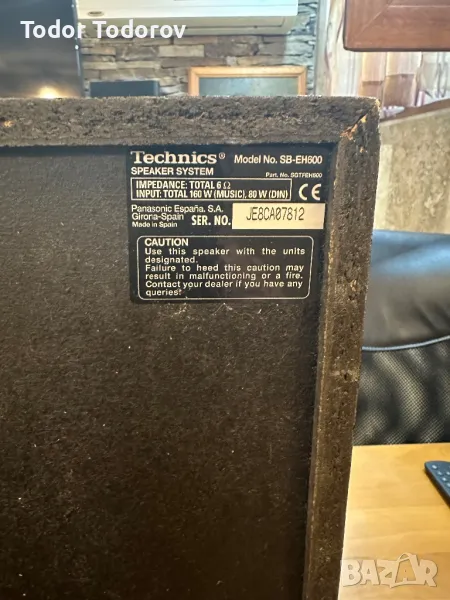 Todor Todorov
Technics® Model No. SB-EH600
SPEAKER SYSTEM Part. No. SGTPEH600
IMPEDANCE: TOTAL 6 Ω
INPUT: TOTAL 160 W (MUSIC), 80 W (DIN)
CE
Panasonic España, S.A.
Girona-Spain
Made in Spain
SER. NO. JE8CA07812
CAUTION
Use this speaker with the units
designated.
Failure to heed this caution may
result in malfunctioning or a fire.
Contact your dealer if you have any
queries!
BAZAR